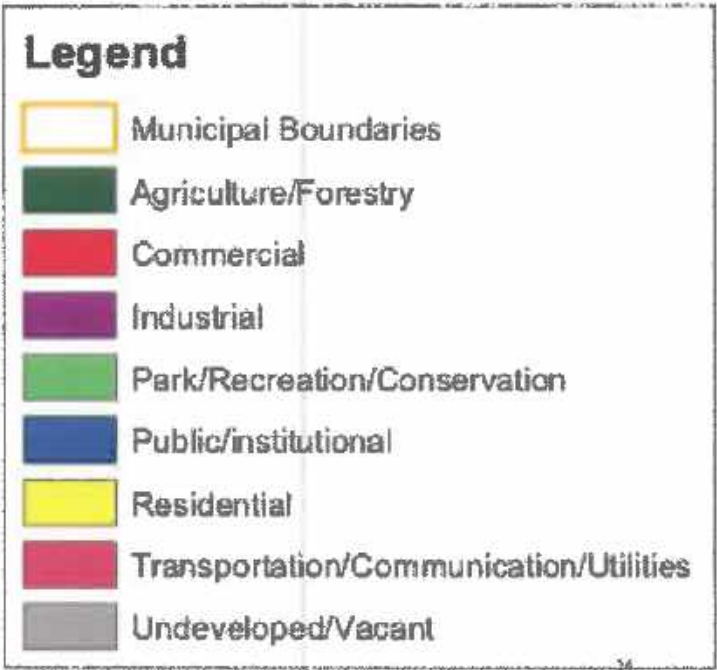 Legend
Municipal Boundaries
Agriculture/Forestry
Commercial
Industrial
Park/Recreation/Conservation
Public/institutional
Residential
Transportation/Communication/Utilities
Undeveloped/Vacant